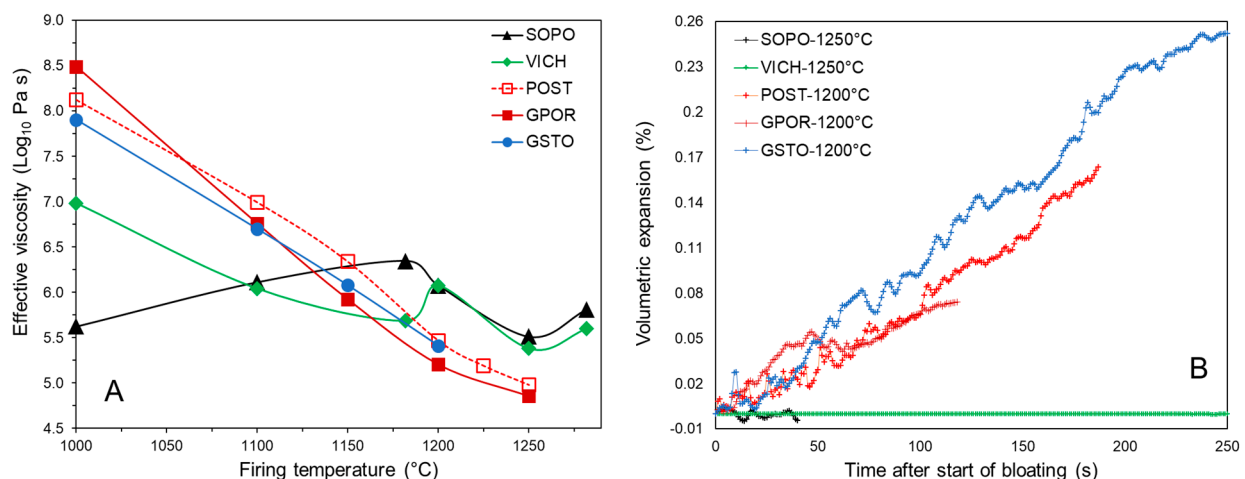 9.0
8.5
8.0
7.5
7.0
6.5
6.0
5.5
5.0
4.5
Effective viscosity (Log₁₀ Pa s)
SOPO
VICH
POST
GPOR
GSTO
A
1000
1050
1100
1150
1200
1250
Firing temperature (°C)
0.26
0.23
0.2
0.17
0.14
0.11
0.08
0.05
0.02
-0.01
Volumetric expansion (%)
SOPO-1250°C
VICH-1250°C
POST-1200°C
GPOR-1200°C
GSTO-1200°C
B
0
50
100
150
200
250
Time after start of bloating (s)